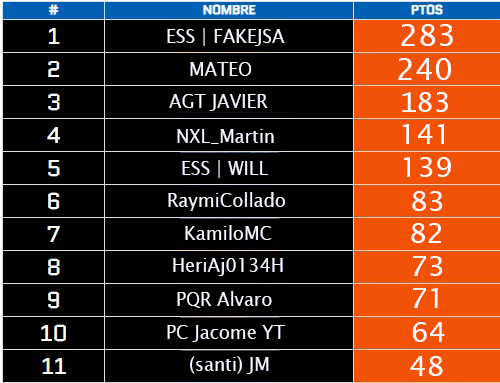 # NOMBRE PTOS
1 ESS | FAKEJSA 283
2 MATEO 240
3 AGT JAVIER 183
4 NXL_Martin 141
5 ESS | WILL 139
6 RaymiCollado 83
7 KamiloMC 82
8 HeriAj0134H 73
9 PQR Alvaro 71
10 PC Jacome YT 64
11 (santi) JM 48